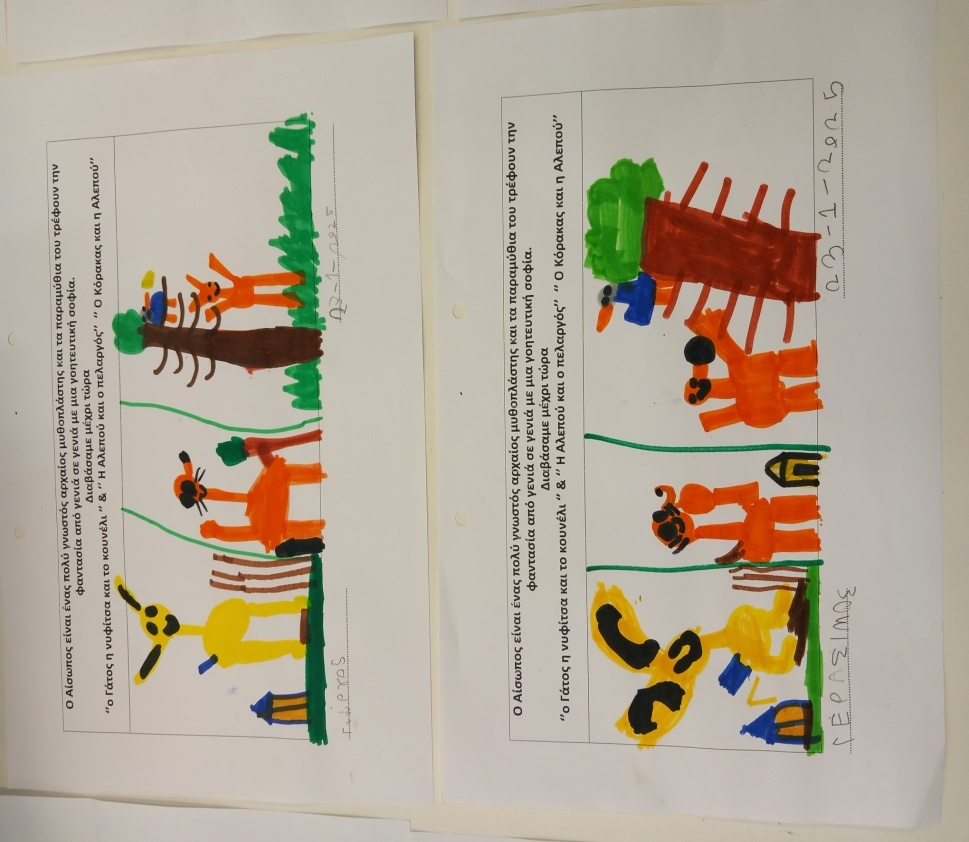 Ο Αίσωπος είναι ένας πολύ γνωστός αρχαίος μυθοπλάστης και τα παραμύθια του τρέφουν την
φαντασία από γενιά σε γενιά με μια γοητευτική σοφία.
Διαβάσαμε μέχρι τώρα
“ο Γάτος η νυφίτσα και το κουνέλι “ & “ Η Αλεπού και ο πελαργός” “ Ο Κόρακας και η Αλεπού”
Ο Αίσωπος είναι ένας πολύ γνωστός αρχαίος μυθοπλάστης και τα παραμύθια του τρέφουν την
φαντασία από γενιά σε γενιά με μια γοητευτική σοφία.
Διαβάσαμε μέχρι τώρα
“ο Γάτος η νυφίτσα και το κουνέλι “ & “ Η Αλεπού και ο πελαργός” “ Ο Κόρακας και η Αλεπού”
ΓΕΡΑΣΙΜΟΣ 23-1-2025